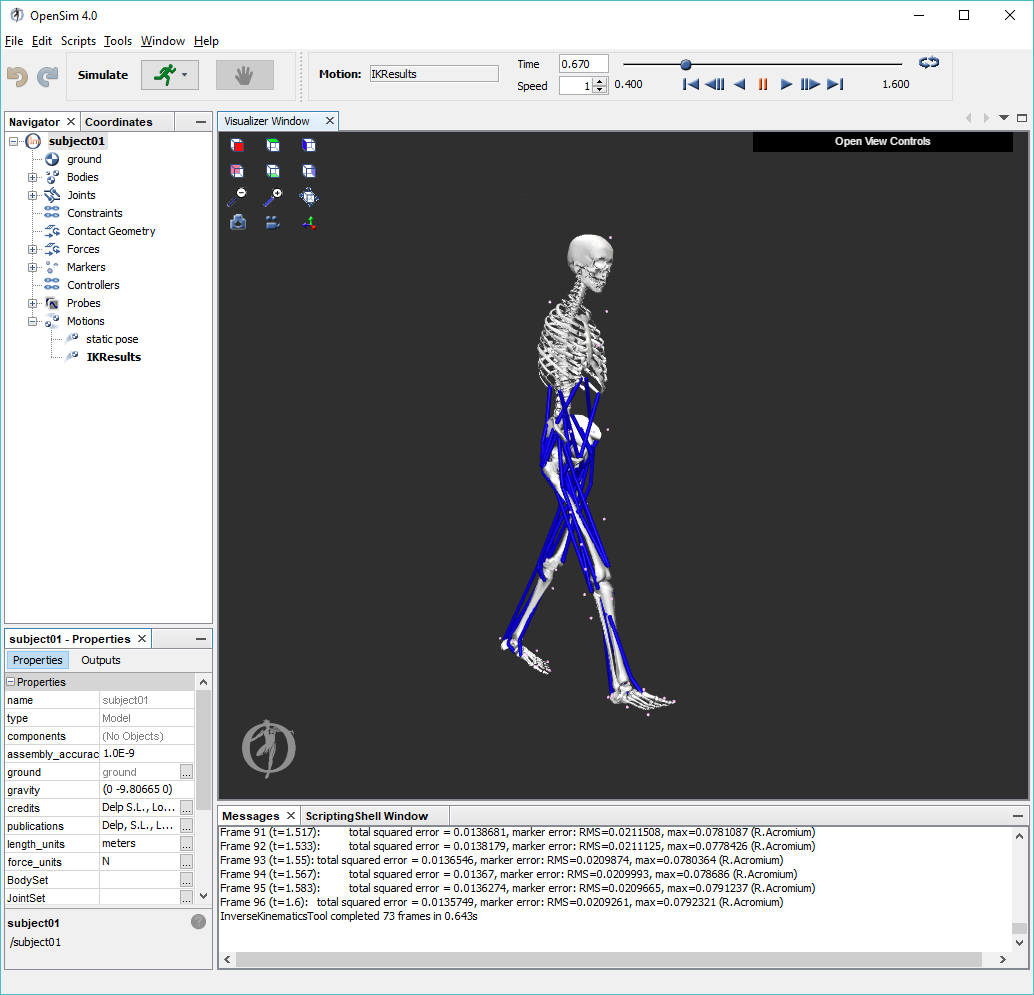 OpenSim 4.0
File Edit Scripts Tools Window Help
Simulate
Motion: IKResults
Time 0.670
Speed 1 0.400 1.600
Navigator Coordinates
subject01
ground
Bodies
Joints
Constraints
Contact Geometry
Forces
Markers
Controllers
Probes
Motions
static pose
IKResults
Visualizer Window
Open View Controls
subject01 - Properties
Properties Outputs
Properties
name subject01
type Model
components (No Objects)
assembly_accurac 1.0E-9
ground ground ...
gravity (0 -9.80665 0)
credits Delp S.L., Lo... ...
publications Delp, S.L., L... ...
length_units meters ...
force_units N ...
BodySet ...
JointSet ...
subject01
/subject01
Messages ScriptingShell Window
Frame 91 (t=1.517): total squared error = 0.0138681, marker error: RMS=0.0211508, max=0.0781087 (R.Acromium)
Frame 92 (t=1.533): total squared error = 0.0138179, marker error: RMS=0.0211125, max=0.0778426 (R.Acromium)
Frame 93 (t=1.55): total squared error = 0.0136546, marker error: RMS=0.0209874, max=0.0780364 (R.Acromium)
Frame 94 (t=1.567): total squared error = 0.01367, marker error: RMS=0.0209993, max=0.078686 (R.Acromium)
Frame 95 (t=1.583): total squared error = 0.0136274, marker error: RMS=0.0209665, max=0.0791237 (R.Acromium)
Frame 96 (t=1.6): total squared error = 0.0135749, marker error: RMS=0.0209261, max=0.0792321 (R.Acromium)
InverseKinematicsTool completed 73 frames in 0.643s